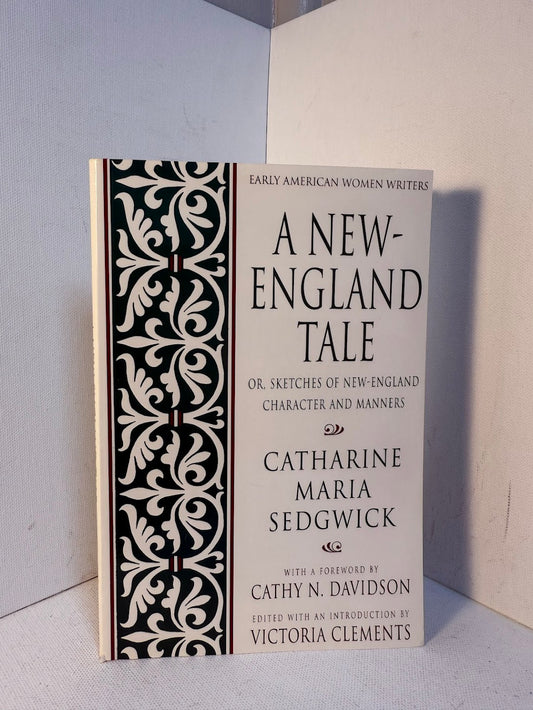 EARLY AMERICAN WOMEN WRITERS
A NEW-
ENGLAND
TALE
OR, SKETCHES OF NEW-ENGLAND
CHARACTER AND MANNERS
CATHARINE
MARIA
SEDGWICK
WITH A FOREWORD BY
CATHY N. DAVIDSON
EDITED WITH AN INTRODUCTION BY
VICTORIA CLEMENTS